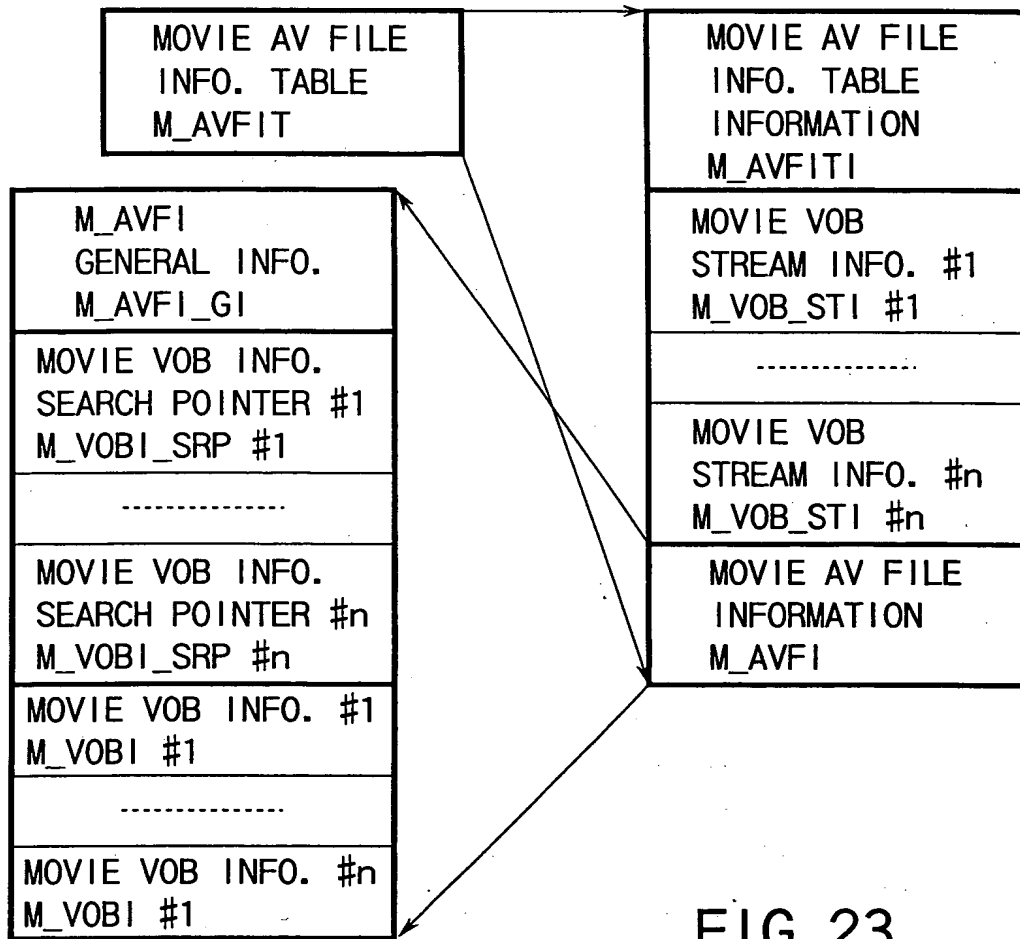 MOVIE AV FILE
INFO. TABLE
M_AVFIT
MOVIE AV FILE
INFO. TABLE
INFORMATION
M_AVFITI
MOVIE VOB
STREAM INFO. #1
M_VOB_STI #1
MOVIE VOB
STREAM INFO. #n
M_VOB_STI #n
MOVIE AV FILE
INFORMATION
M_AVFI
M_AVFI
GENERAL INFO.
M_AVFI_GI
MOVIE VOB INFO.
SEARCH POINTER #1
M_VOBI_SRP #1
MOVIE VOB INFO.
SEARCH POINTER #n
M_VOBI_SRP #n
MOVIE VOB INFO. #1
M_VOBI #1
MOVIE VOB INFO. #n
M_VOBI #1
FIG. 23